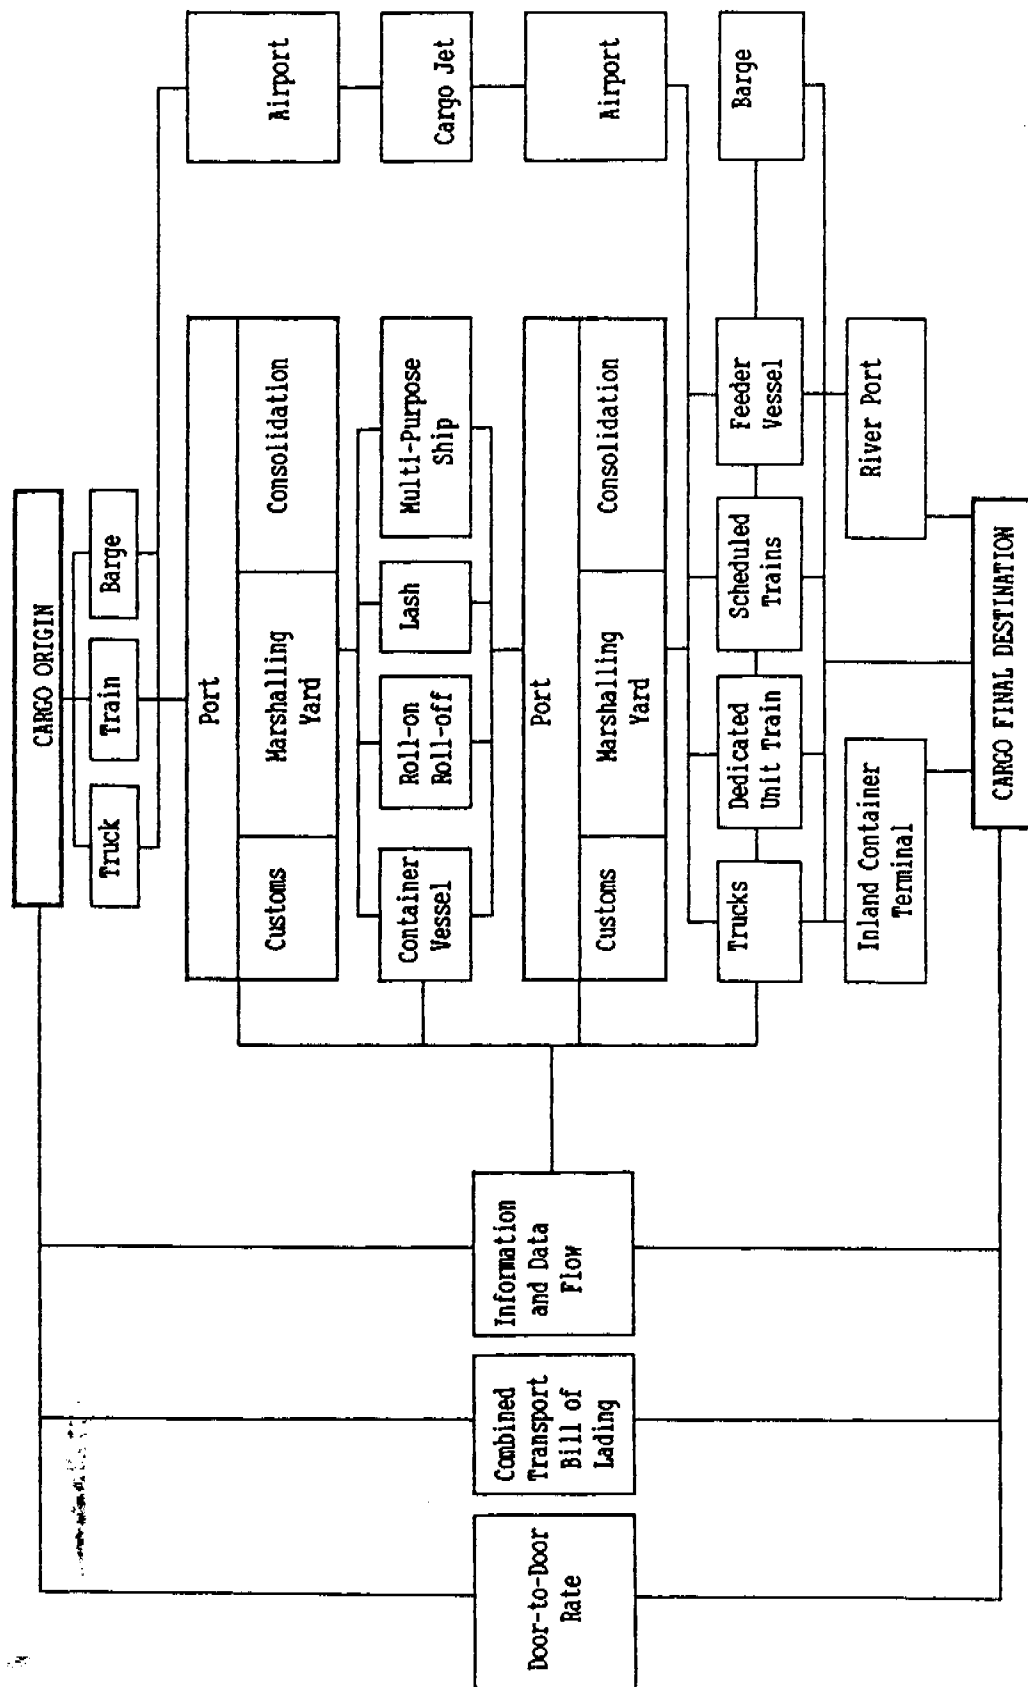 CARGO ORIGIN
Truck
Train
Barge
Port
Customs
Marshalling
Yard
Consolidation
Airport
Container
Vessel
Roll-on
Roll-off
Lash
Multi-Purpose
Ship
Cargo Jet
Port
Customs
Marshalling
Yard
Consolidation
Airport
Trucks
Dedicated
Unit Train
Scheduled
Trains
Feeder
Vessel
Barge
Inland Container
Terminal
River Port
CARGO FINAL DESTINATION
Door-to-Door
Rate
Combined
Transport
Bill of
Lading
Information
and Data
Flow